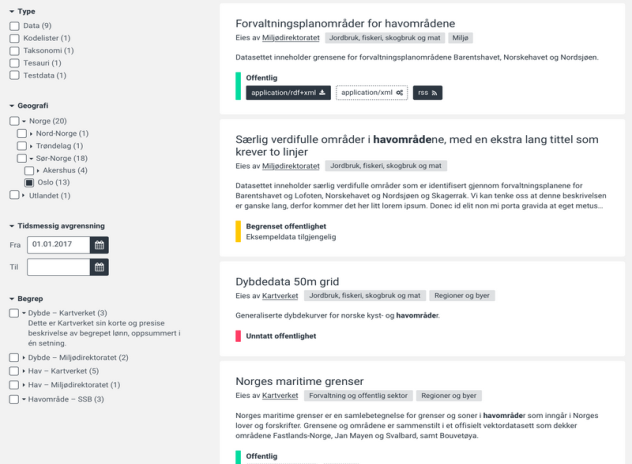 Type
Data (9)
Kodelister (1)
Taksonomi (1)
Tesauri (1)
Testdata (1)
Geografi
Norge (20)
Nord-Norge (1)
Trøndelag (1)
Sør-Norge (18)
Akershus (4)
Oslo (13)
Utlandet (1)
Tidsmessig avgrensning
Fra 01.01.2017
Til
Begrep
Dybde – Kartverket (3)
Dette er Kartverket sin korte og presise
beskrivelse av begrepet lønn, oppsummert i
én setning.
Dybde – Miljødirektoratet (2)
Hav – Kartverket (5)
Hav – Miljødirektoratet (1)
Havområde – SSB (3)
Forvaltningsplanområder for havområdene
Eies av Miljødirektoratet Jordbruk, fiskeri, skogbruk og mat Miljø
Datasettet inneholder grensene for forvaltningsplanområdene Barentshavet, Norskehavet og Nordsjøen.
Offentlig
application/rdf+xml application/xml rss
Særlig verdifulle områder i havområdene, med en ekstra lang tittel som
krever to linjer
Eies av Miljødirektoratet Jordbruk, fiskeri, skogbruk og mat
Datasettet inneholder særlig verdifulle områder som er identifisert gjennom forvaltningsplanene for
Barentshavet og Lofoten, Norskehavet og Nordsjøen og Skagerrak. Vi kan tenke oss at denne beskrivelsen
er ganske lang, derfor kommer det her litt lorem ipsum. Donec id elit non mi porta gravida at eget metus...
Begrenset offentlighet
Eksempeldata tilgjengelig
Dybdedata 50m grid
Eies av Kartverket Jordbruk, fiskeri, skogbruk og mat Regioner og byer
Generaliserte dybdekurver for norske kyst- og havområder.
Unntatt offentlighet
Norges maritime grenser
Eies av Kartverket Forvaltning og offentlig sektor Regioner og byer
Norges maritime grenser er en samlebetegnelse for grenser og soner i havområder som inngår i Norges
lover og forskrifter. Grensene og områdene er sammenstilt i et offisielt vektordatasett som dekker
områdene Fastlands-Norge, Jan Mayen og Svalbard, samt Bouvetøya.
Offentlig